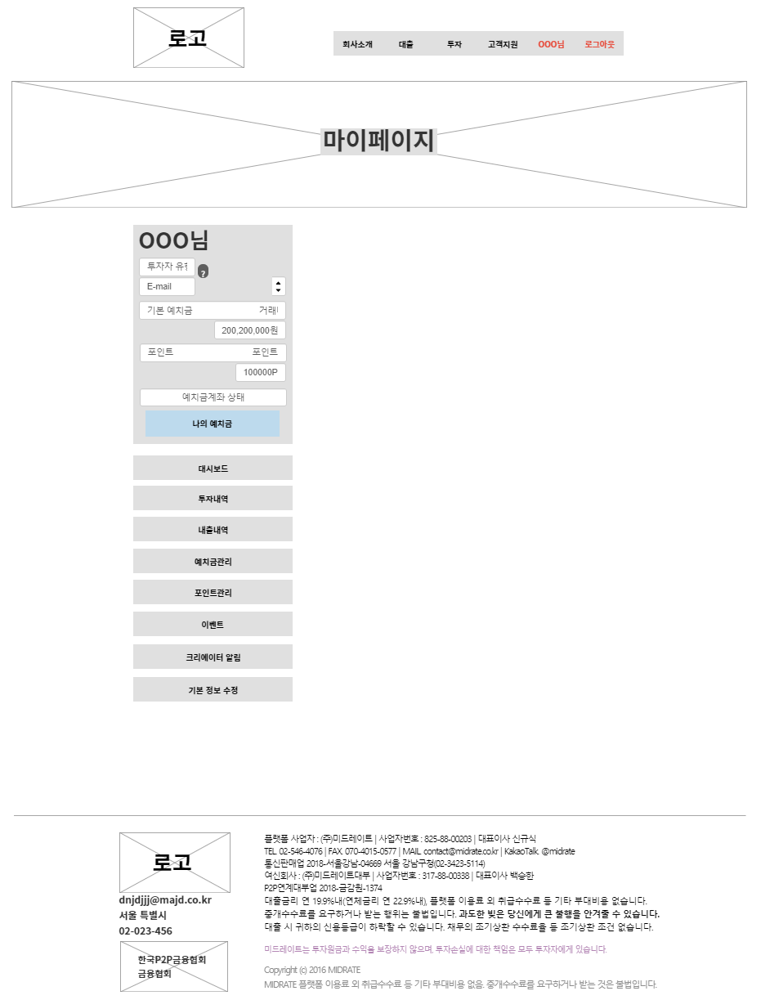 로고
회사소개 대출 투자 고객지원 OOO님 로그아웃
마이페이지
OOO님
투자자 유형
?
E-mail
기본 예치금 거래
200,200,000원
포인트 포인트
100000P
예치금계좌 상태
나의 예치금
대시보드
투자내역
내출내역
예치금관리
포인트관리
이벤트
크리에이터 알림
기본 정보 수정
로고
dnjdjjj@majd.co.kr
서울 특별시
02-023-456
한국P2P금융협회
금융협회
플랫폼 사업자 : (주)미드레이트 | 사업자번호 : 825-88-00203 | 대표이사 신규식
TEL. 02-546-4076 | FAX. 070-4015-0577 | MAIL. contact@midrate.co.kr | KakaoTalk. @midrate
통신판매업 2018-서울강남-04669 서울 강남구청(02-3423-5114)
여신회사 : (주)미드레이트대부 | 사업자번호 : 317-88-00338 | 대표이사 백승한
P2P연계대부업 2018-금감원-1374
대출금리 연 19.9%내(연체금리 연 22.9%내), 플랫폼 이용료 외 취급수수료 등 기타 부대비용 없습니다.
중개수수료를 요구하거나 받는 행위는 불법입니다. 과도한 빚은 당신에게 큰 불행을 안겨줄 수 있습니다.
대출 시 귀하의 신용등급이 하락할 수 있습니다. 채무의 조기상환 수수료율 등 조기상환 조건 없습니다.
미드레이트는 투자원금과 수익을 보장하지 않으며, 투자손실에 대한 책임은 모두 투자자에게 있습니다.
Copyright (c) 2016 MIDRATE
MIDRATE 플랫폼 이용료 외 취급수수료 등 기타 부대비용 없음. 중개수수료를 요구하거나 받는 것은 불법입니다.